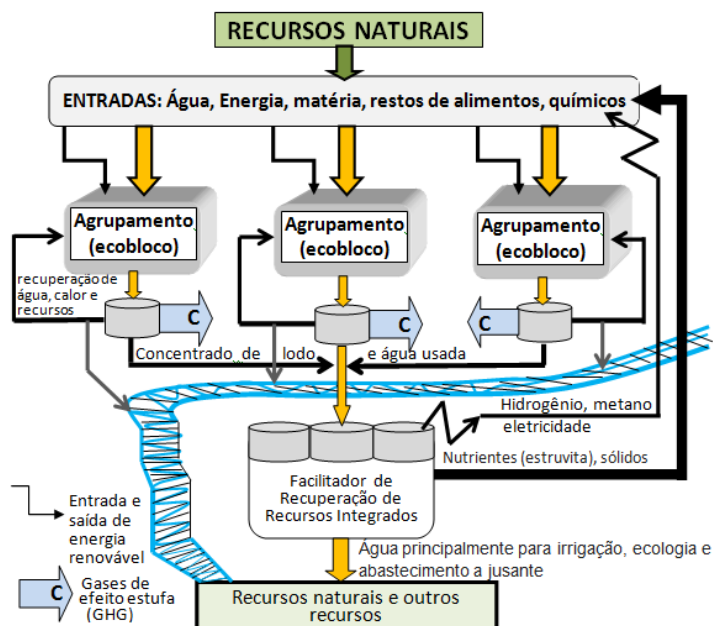 RECURSOS NATURAIS
ENTRADAS: Água, Energia, matéria, restos de alimentos, químicos
Agrupamento
(ecobloco)
Agrupamento
(ecobloco)
Agrupamento
(ecobloco)
recuperação de
água, calor e
recursos
C
C
C
Concentrado de lodo e água usada
Hidrogênio, metano
eletricidade
Nutrientes (estruvita), sólidos
Facilitador de
Recuperação de
Recursos Integrados
Entrada e
saída de
energia
renovável
Água principalmente para irrigação, ecologia e
abastecimento a jusante
C
Gases de
efeito estufa
(GHG)
Recursos naturais e outros
recursos